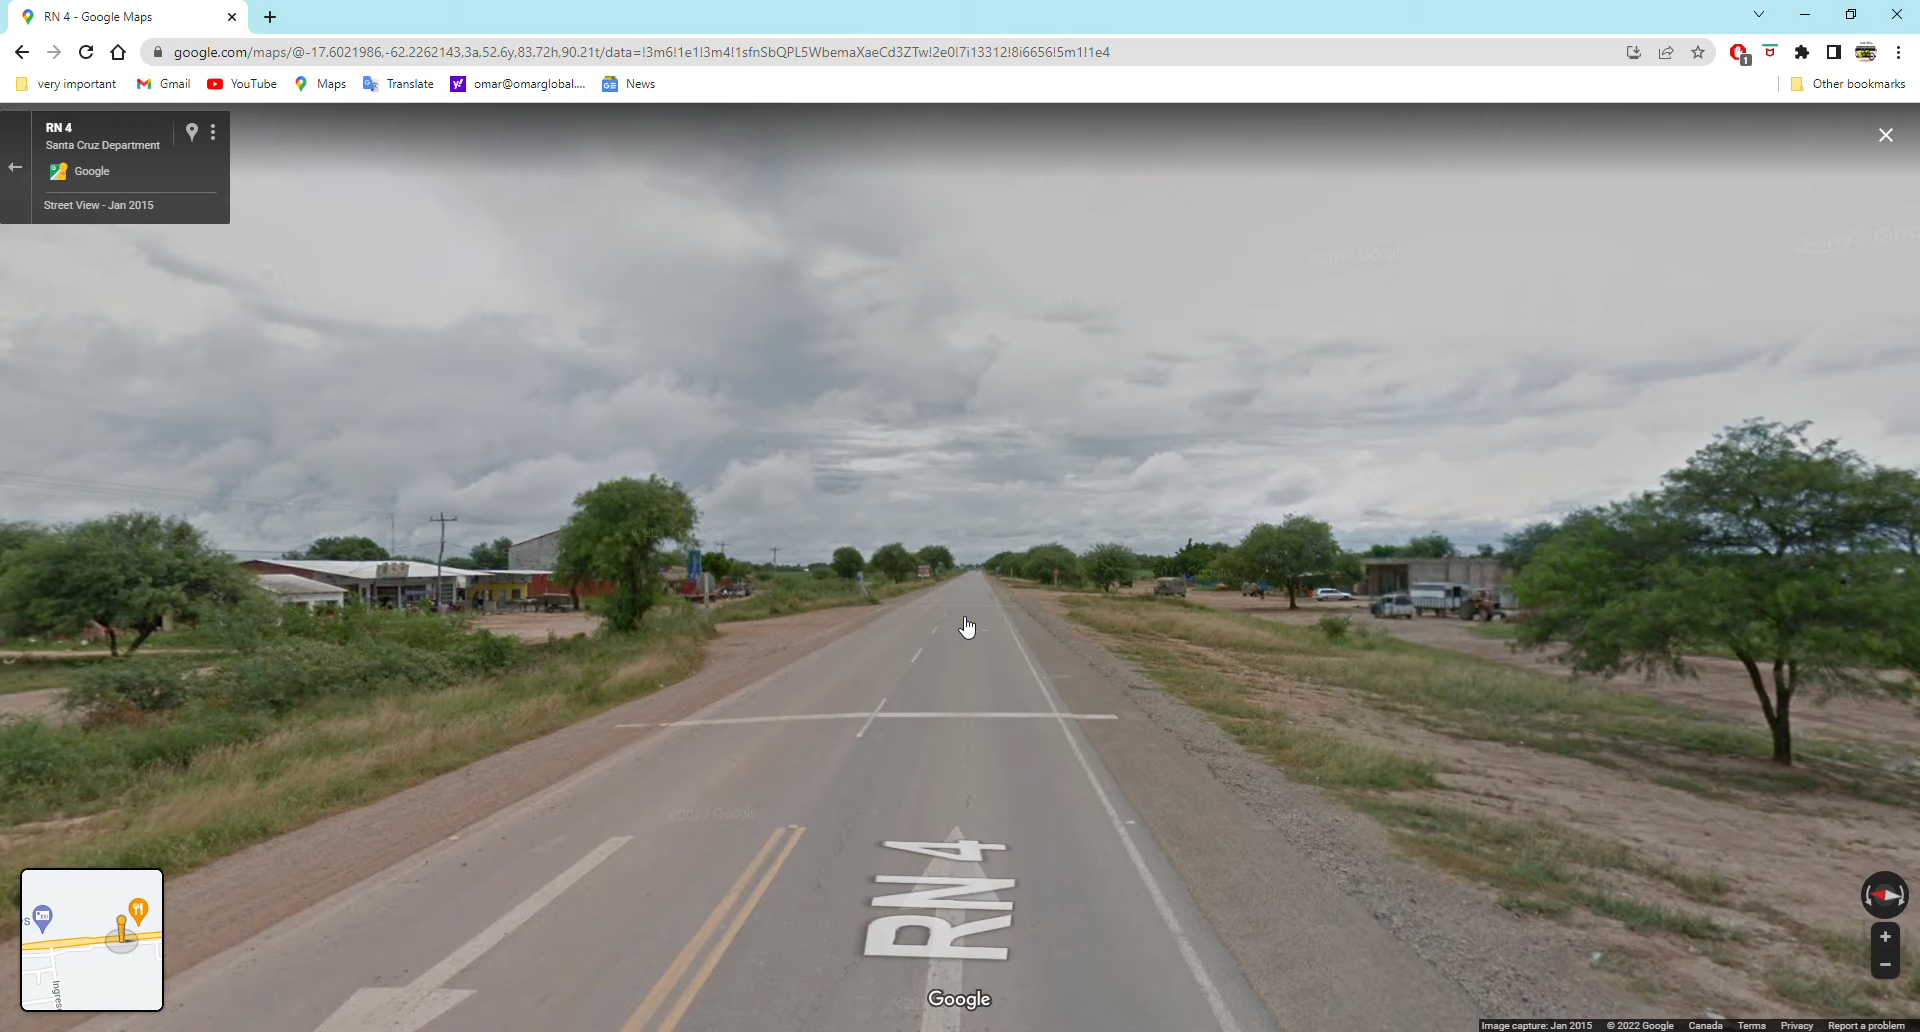 RN 4 - Google Maps
google.com/maps/@-17.6021986,-62.2262143,3a,52.6y,83.72h,90.21t/data=!3m6!1e1!3m4!1sfnSbQPL5WbemaXaeCd3ZTw!2e0!7i13312!8i6656!5m1!1e4
1
very important
Gmail
YouTube
Maps
Translate
omar@omarglobal....
News
Other bookmarks
RN 4
Santa Cruz Department
Google
Street View - Jan 2015
RN 4
Ingres
Google
Image capture: Jan 2015 © 2022 Google Canada Terms Privacy Report a problem